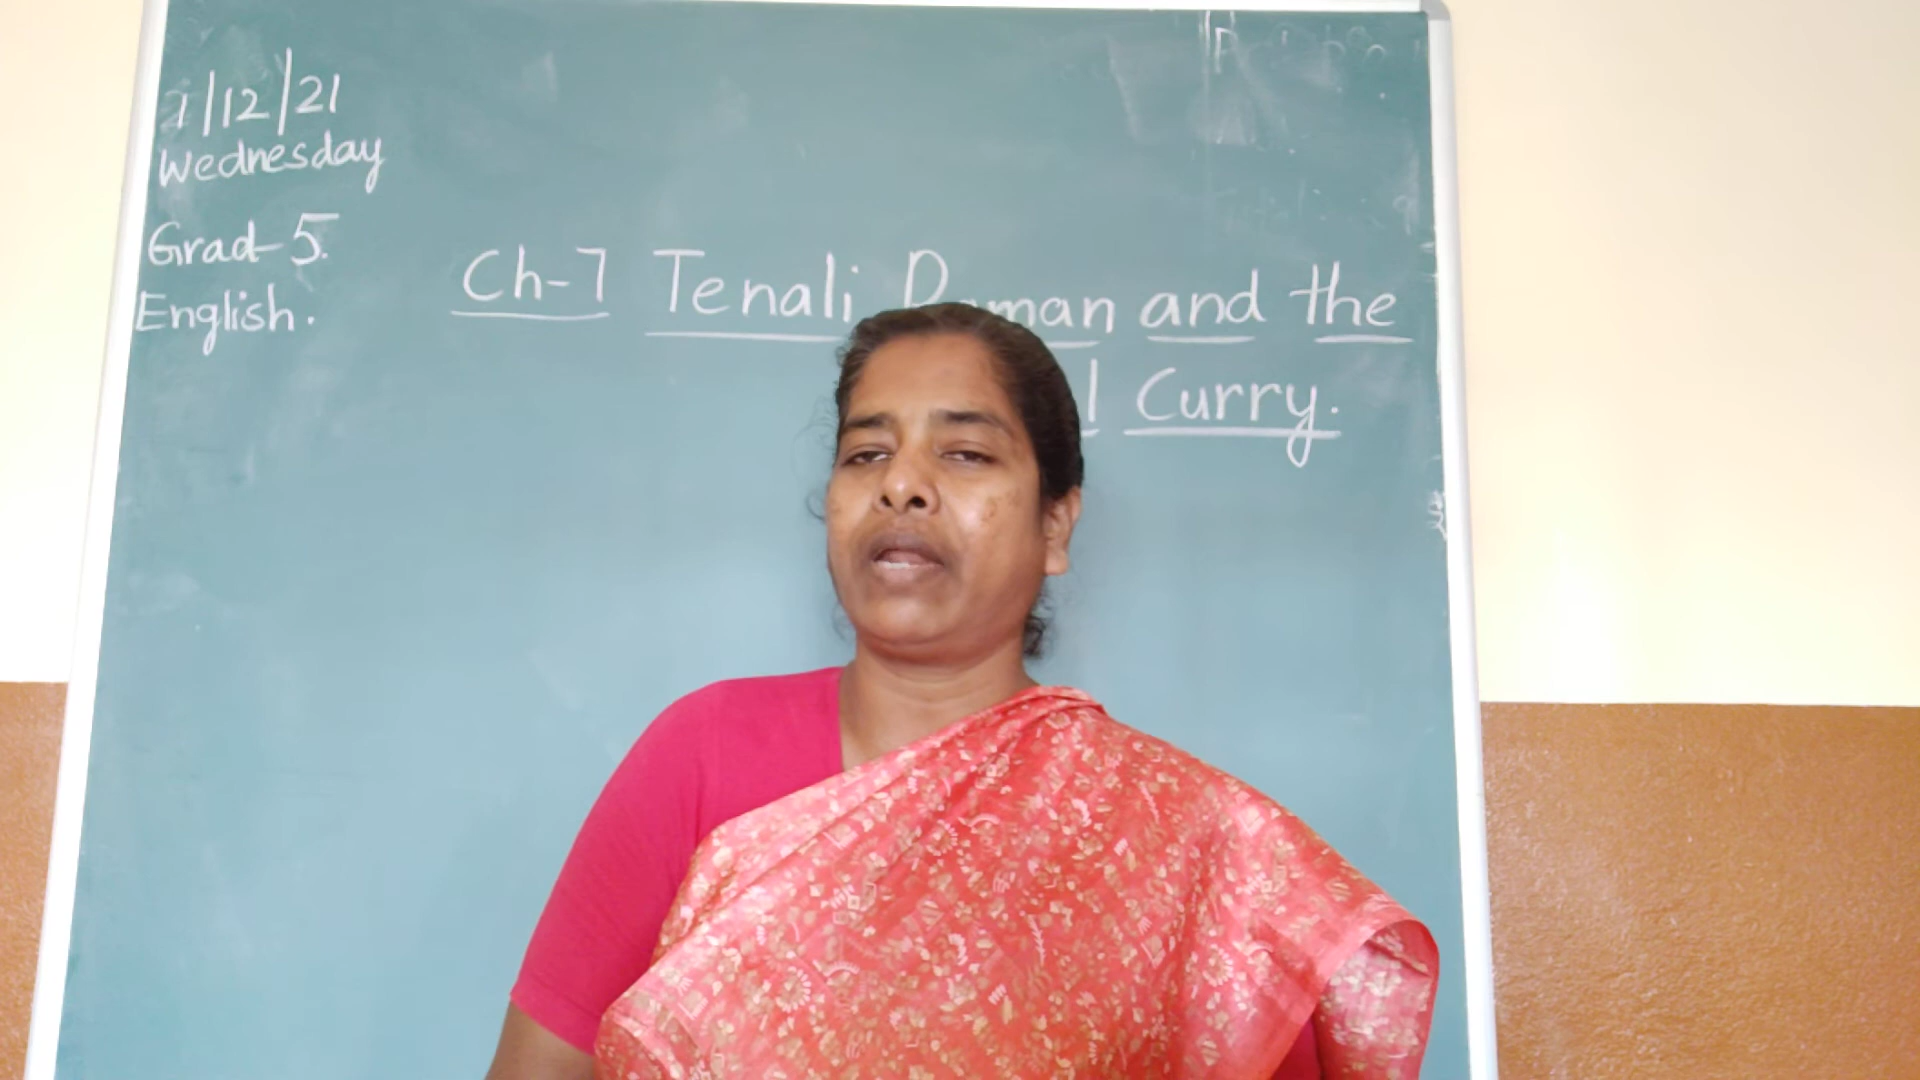 1/12/21
Wednesday
Grad-5.
English.
Ch-7 Tenali and the
Curry.